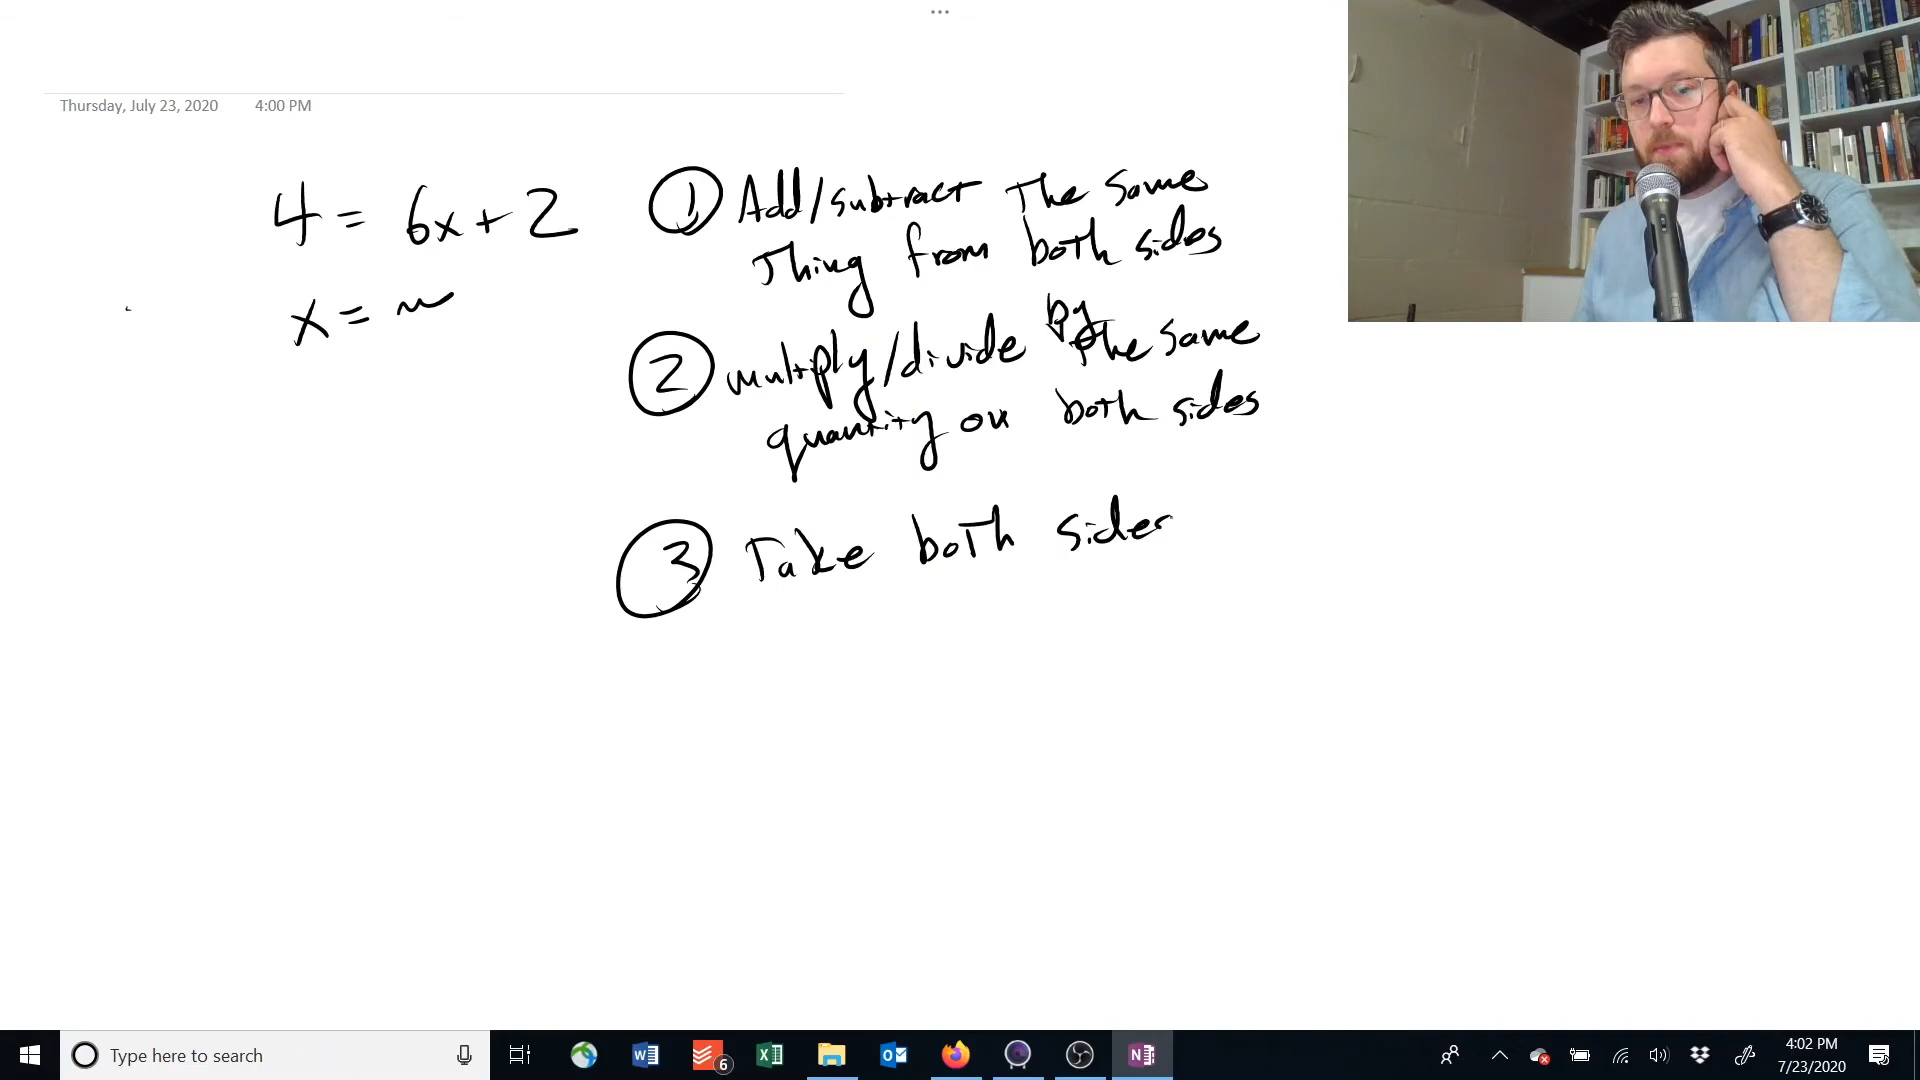 Thursday, July 23, 2020 4:00 PM
4 = 6x + 2
x =
① Add/subtract The same
Thing from both sides
② multiply/divide by the same
quantity on both sides
③ Take both sides
Type here to search
6
4:02 PM
7/23/2020